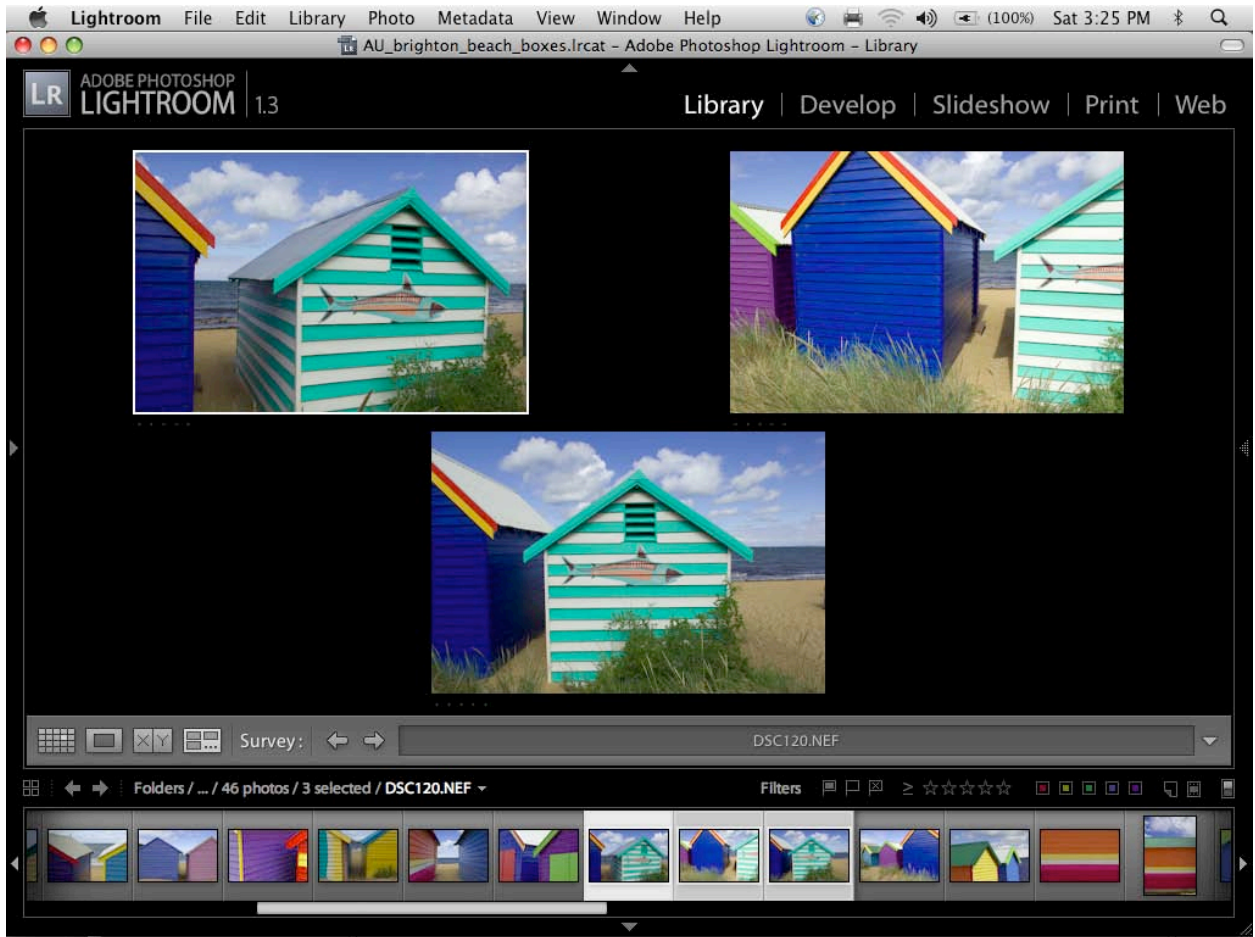 Lightroom File Edit Library Photo Metadata View Window Help (100%) Sat 3:25 PM
AU_brighton_beach_boxes.lrcat – Adobe Photoshop Lightroom – Library
LR ADOBE PHOTOSHOP
LIGHTROOM 1.3
Library | Develop | Slideshow | Print | Web
XY Survey: DSC120.NEF
Folders / ... / 46 photos / 3 selected / DSC120.NEF Filters ≥